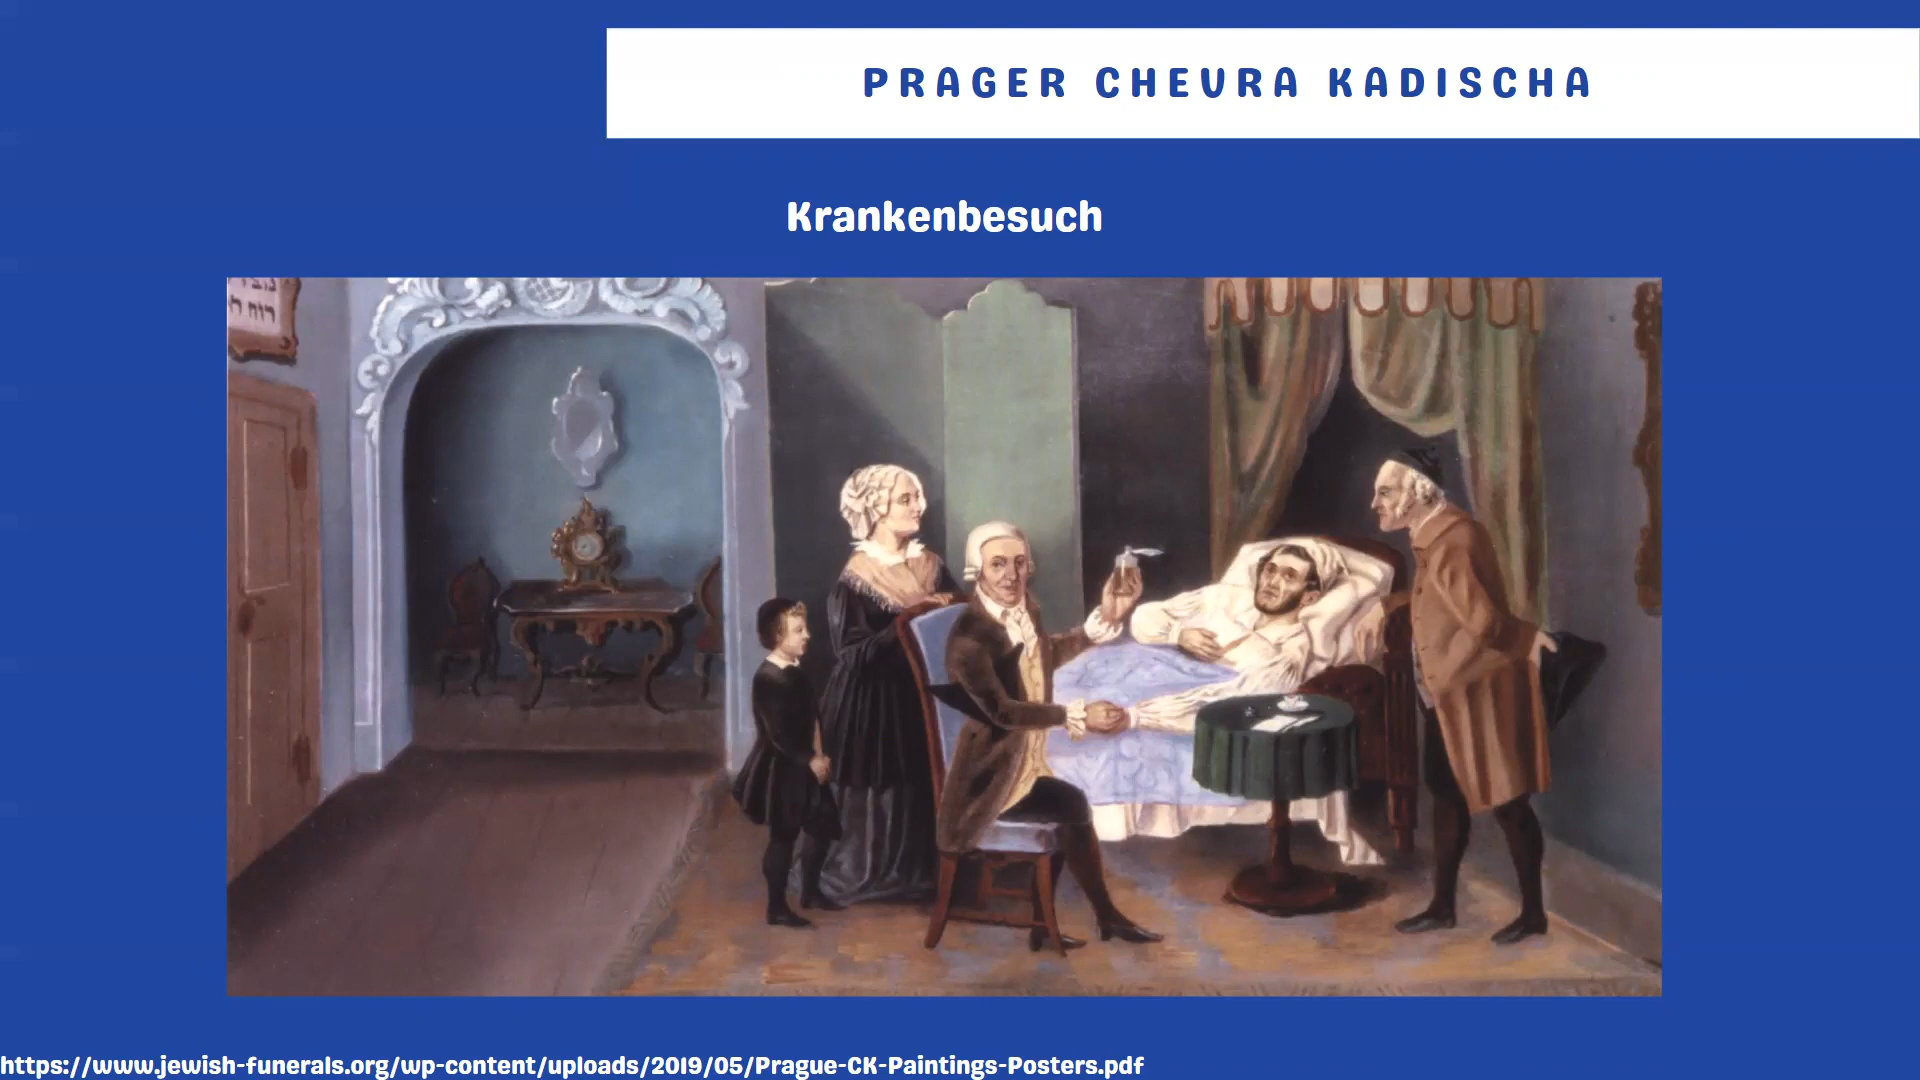 PRAGER CHEVRA KADISCHA
Krankenbesuch
רוח
https://www.jewish-funerals.org/wp-content/uploads/2019/05/Prague-CK-Paintings-Posters.pdf